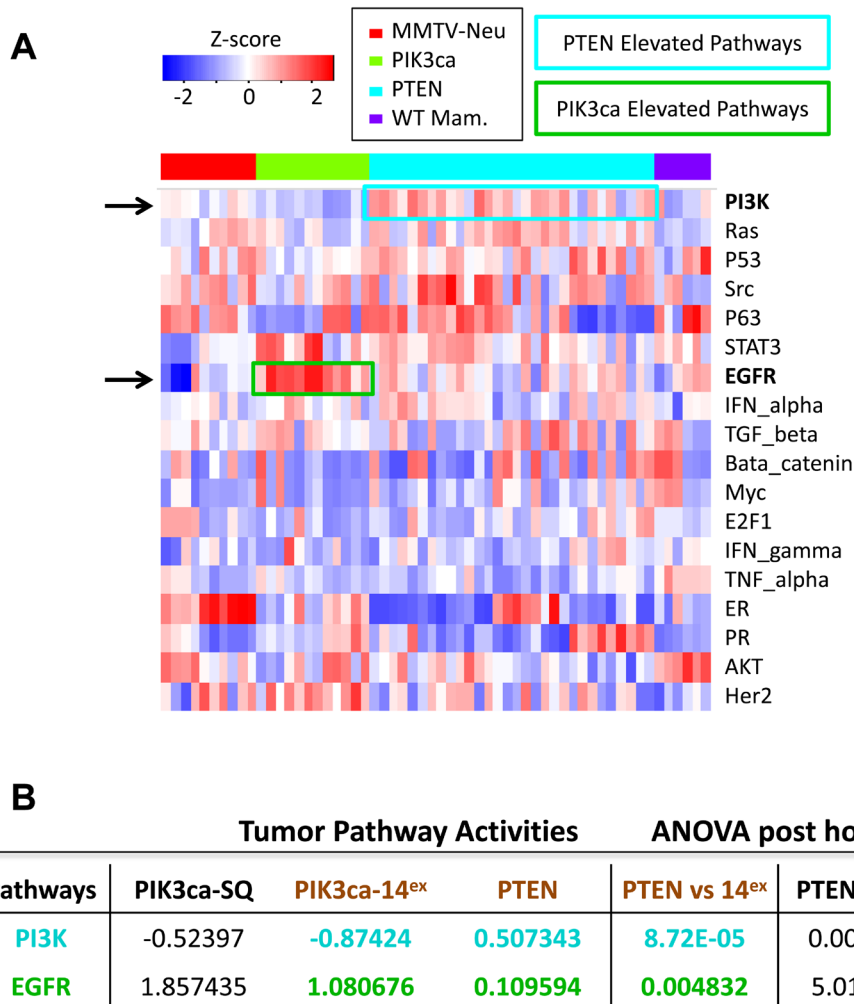 A
Z-score
-2 0 2
MMTV-Neu
PIK3ca
PTEN
WT Mam.
PTEN Elevated Pathways
PIK3ca Elevated Pathways
PI3K
Ras
P53
Src
P63
STAT3
EGFR
IFN_alpha
TGF_beta
Bata_catenin
Myc
E2F1
IFN_gamma
TNF_alpha
ER
PR
AKT
Her2
B
Tumor Pathway Activities ANOVA post ho
athways PIK3ca-SQ PIK3ca-14ex PTEN PTEN vs 14ex PTEN
PI3K -0.52397 -0.87424 0.507343 8.72E-05 0.00
EGFR 1.857435 1.080676 0.109594 0.004832 5.01